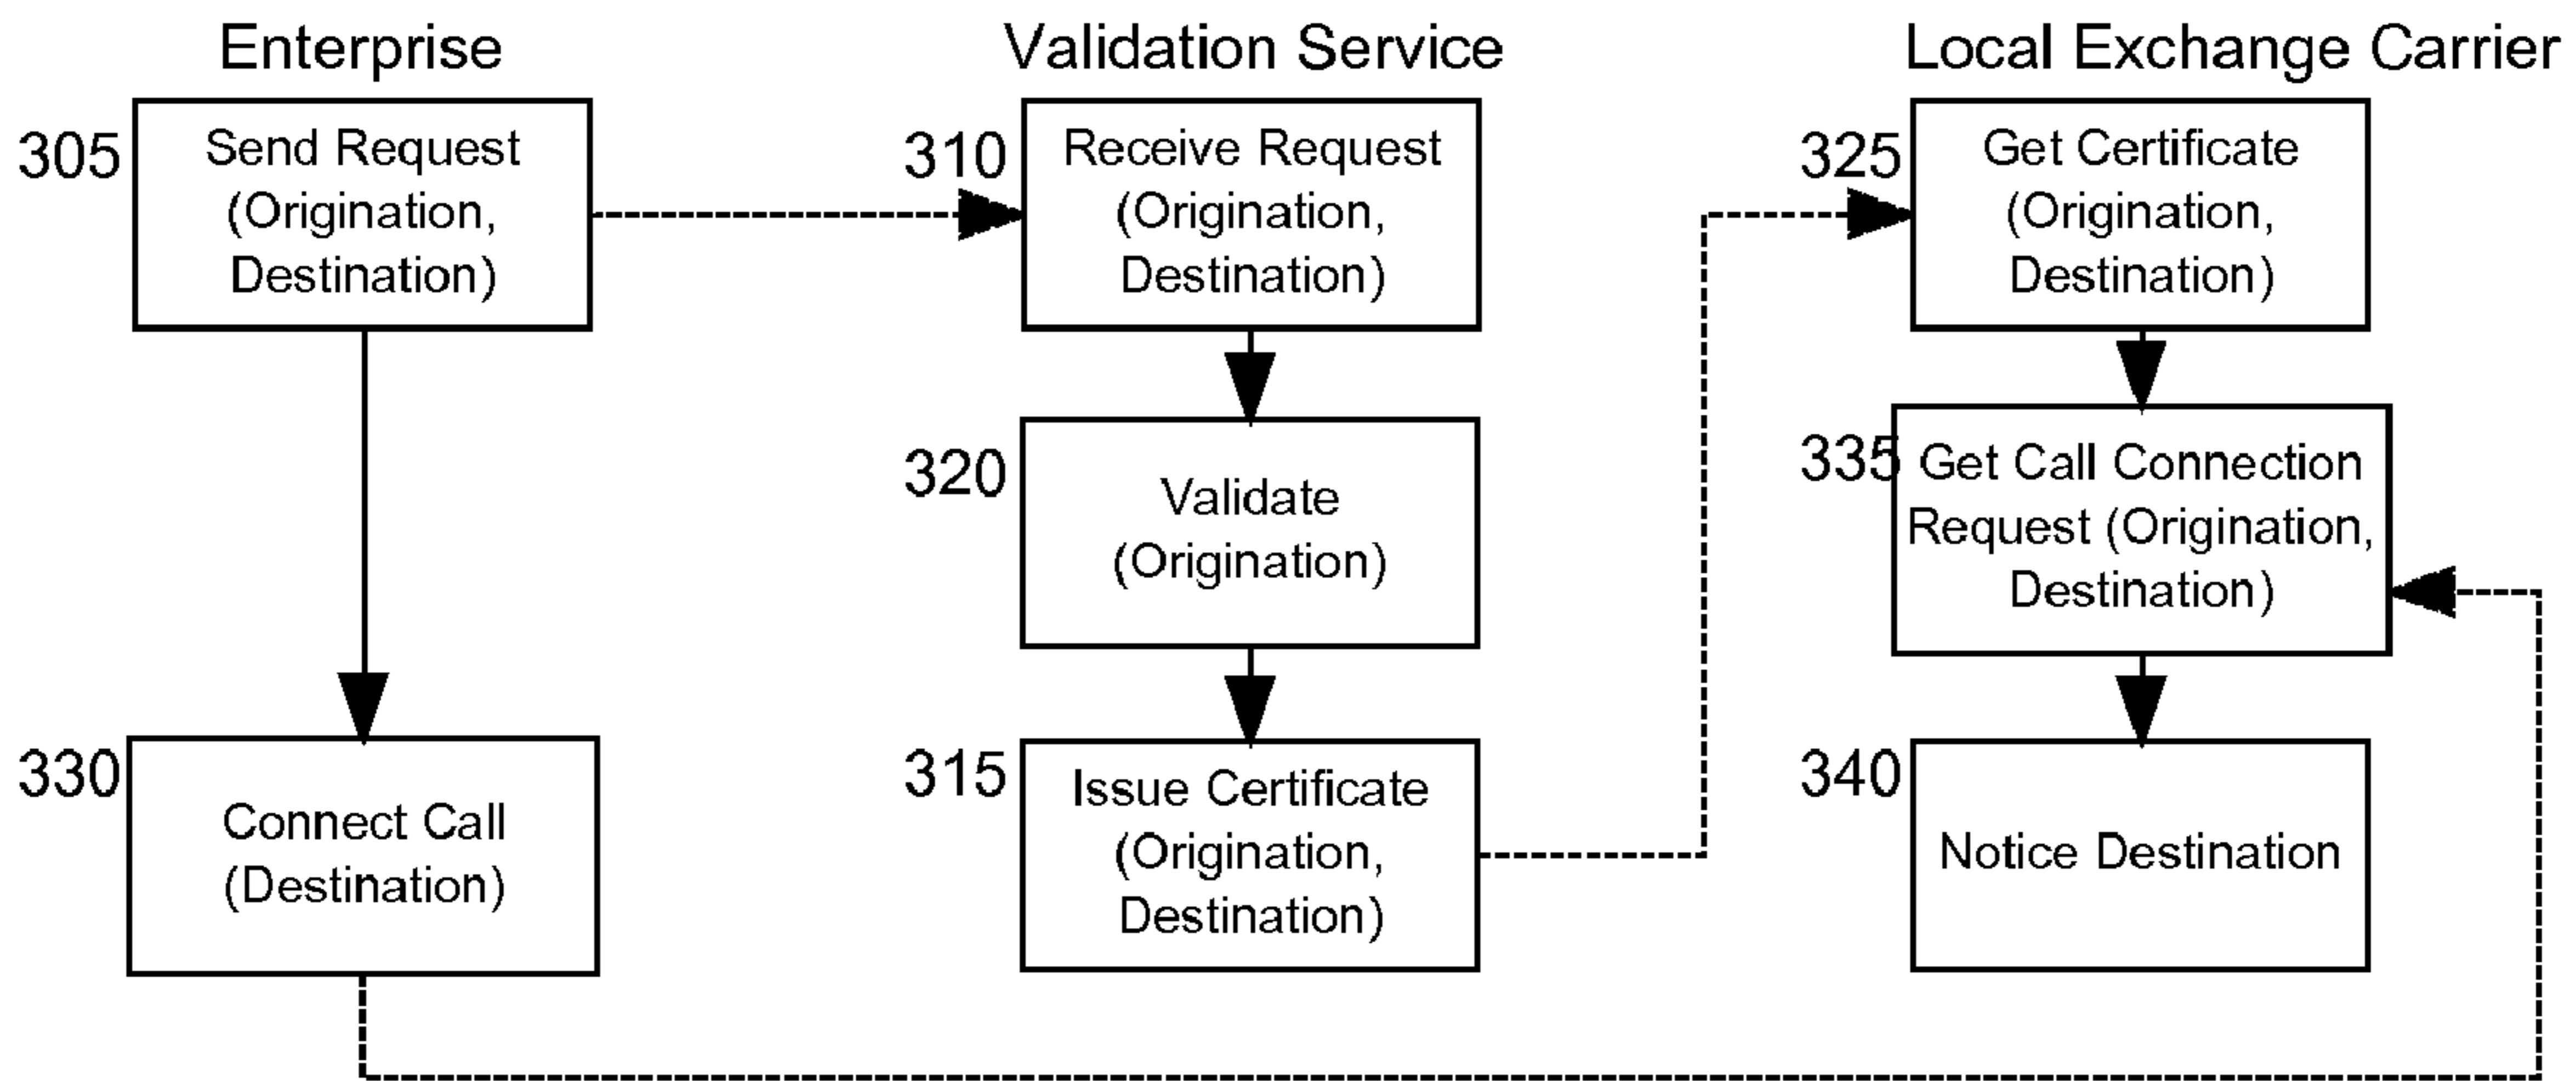 Enterprise
Validation Service
Local Exchange Carrier
305
Send Request
(Origination,
Destination)
310
Receive Request
(Origination,
Destination)
325
Get Certificate
(Origination,
Destination)
320
Validate
(Origination)
335
Get Call Connection
Request (Origination,
Destination)
330
Connect Call
(Destination)
315
Issue Certificate
(Origination,
Destination)
340
Notice Destination